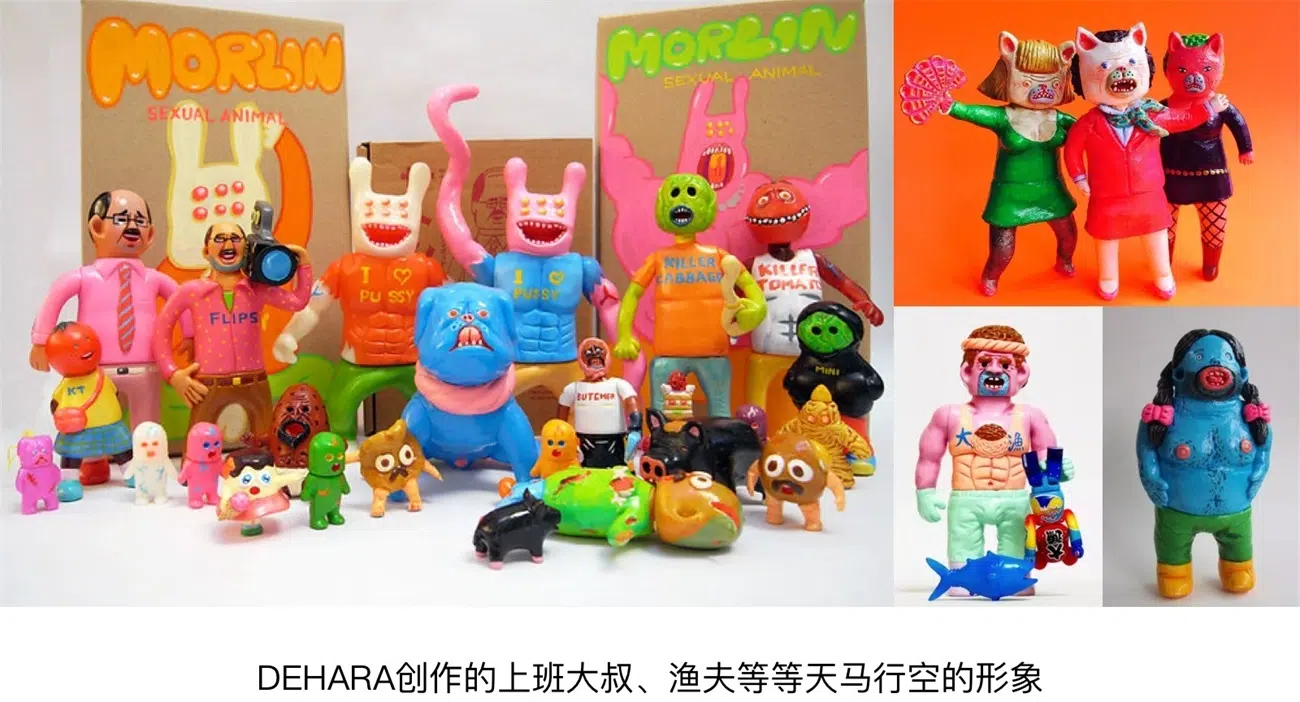 MORLIN
SEXUAL ANIMAL
MORLIN
SEXUAL ANIMAL
FLIPS
KT
I ♡
PUSSY
I ♡
PUSSY
KILLER
CABBAGE
KILLER
TOMATO
MINI
BUTCHER
大漁
大漁
DEHARA创作的上班大叔、渔夫等等天马行空的形象